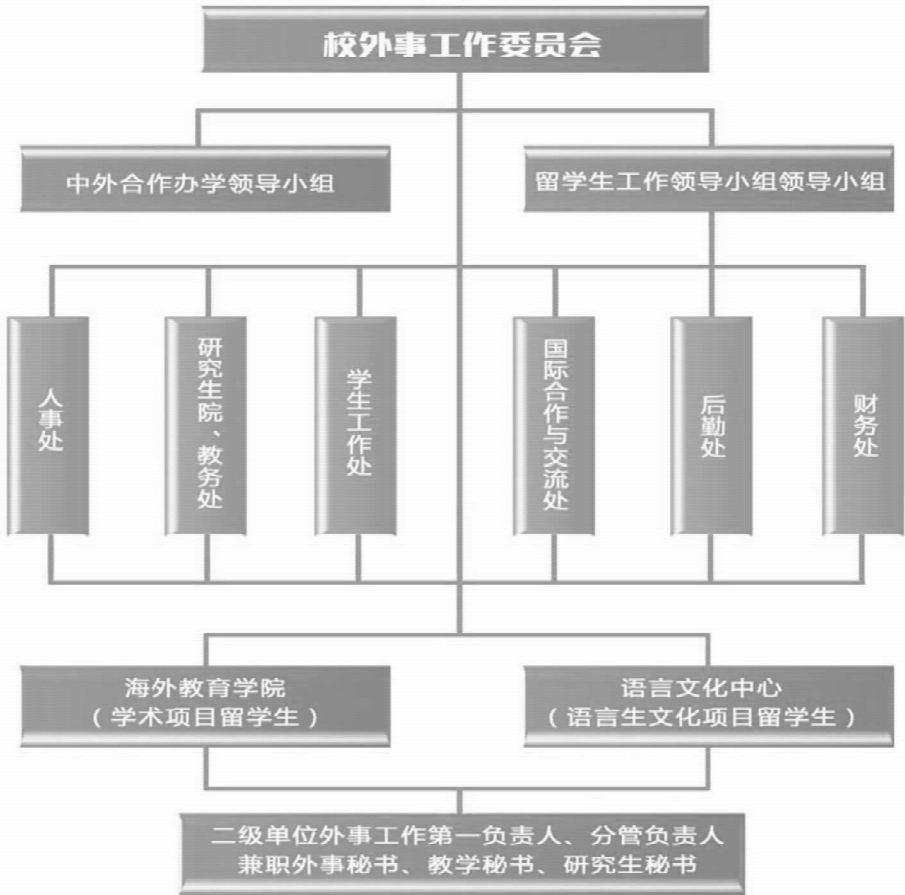 校外事工作委员会
中外合作办学领导小组
留学生工作领导小组领导小组
人事处
研究生院、教务处
学生工作处
国际合作与交流处
后勤处
财务处
海外教育学院
（学术项目留学生）
语言文化中心
（语言生文化项目留学生）
二级单位外事工作第一负责人、分管负责人
兼职外事秘书、教学秘书、研究生秘书